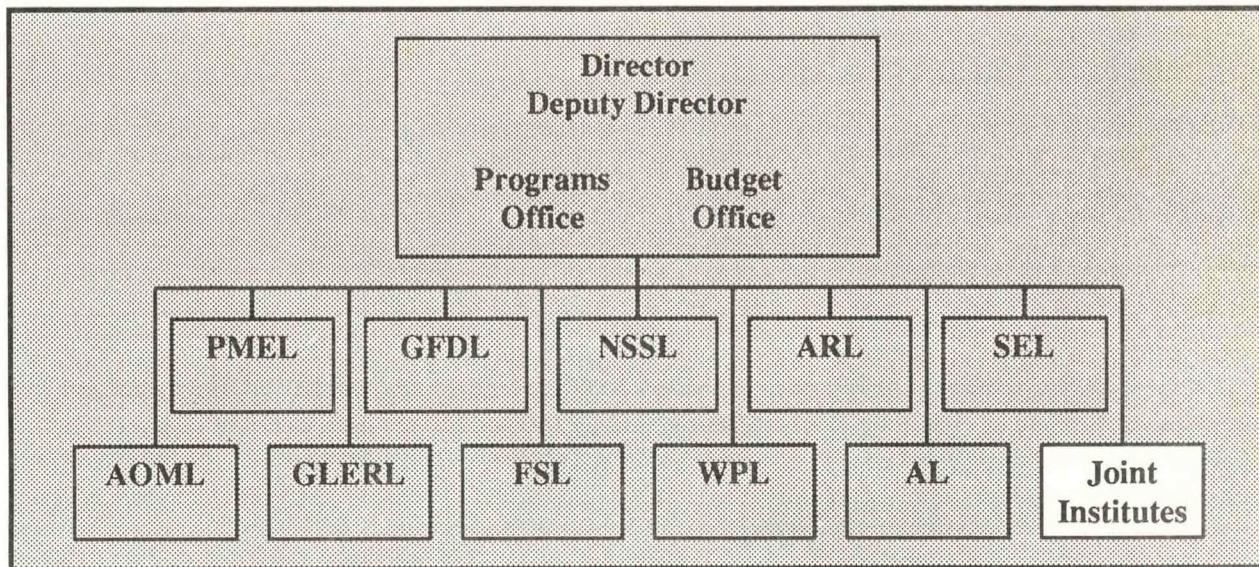 Director
Deputy Director
Programs Office
Budget Office
PMEL
GFDL
NSSL
ARL
SEL
AOML
GLERL
FSL
WPL
AL
Joint
Institutes